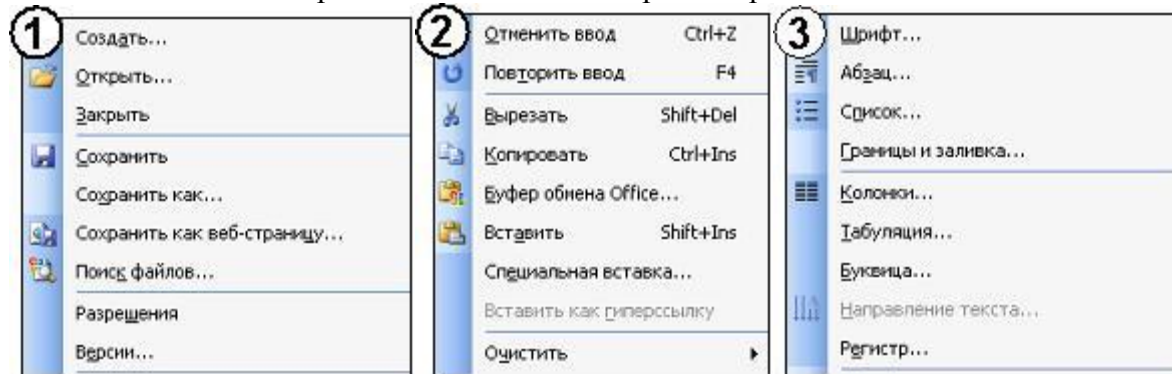 1
Создать...
Открыть...
Закрыть
Сохранить
Сохранить как...
Сохранить как веб-страницу...
Поиск файлов...
Разрешения
Версии...
2
Отменить ввод Ctrl+Z
Повторить ввод F4
Вырезать Shift+Del
Копировать Ctrl+Ins
Буфер обмена Office...
Вставить Shift+Ins
Специальная вставка...
Вставить как гиперссылку
Очистить
3
Шрифт...
Абзац...
Список...
Границы и заливка...
Колонки...
Табуляция...
Буквица...
Направление текста...
Регистр...